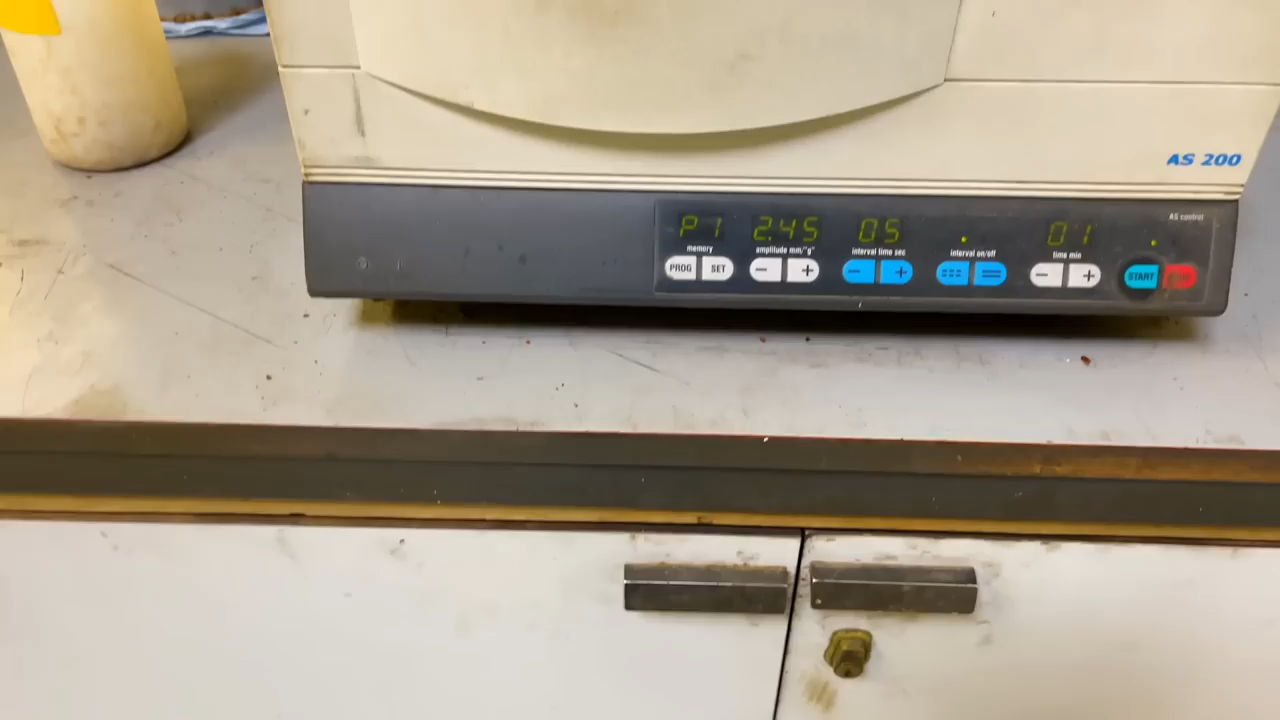 AS 200
AS control
P1 2.45 05 01
memory amplitude mm/"g" interval time sec interval on/off time min
PROG SET − + − + − + START